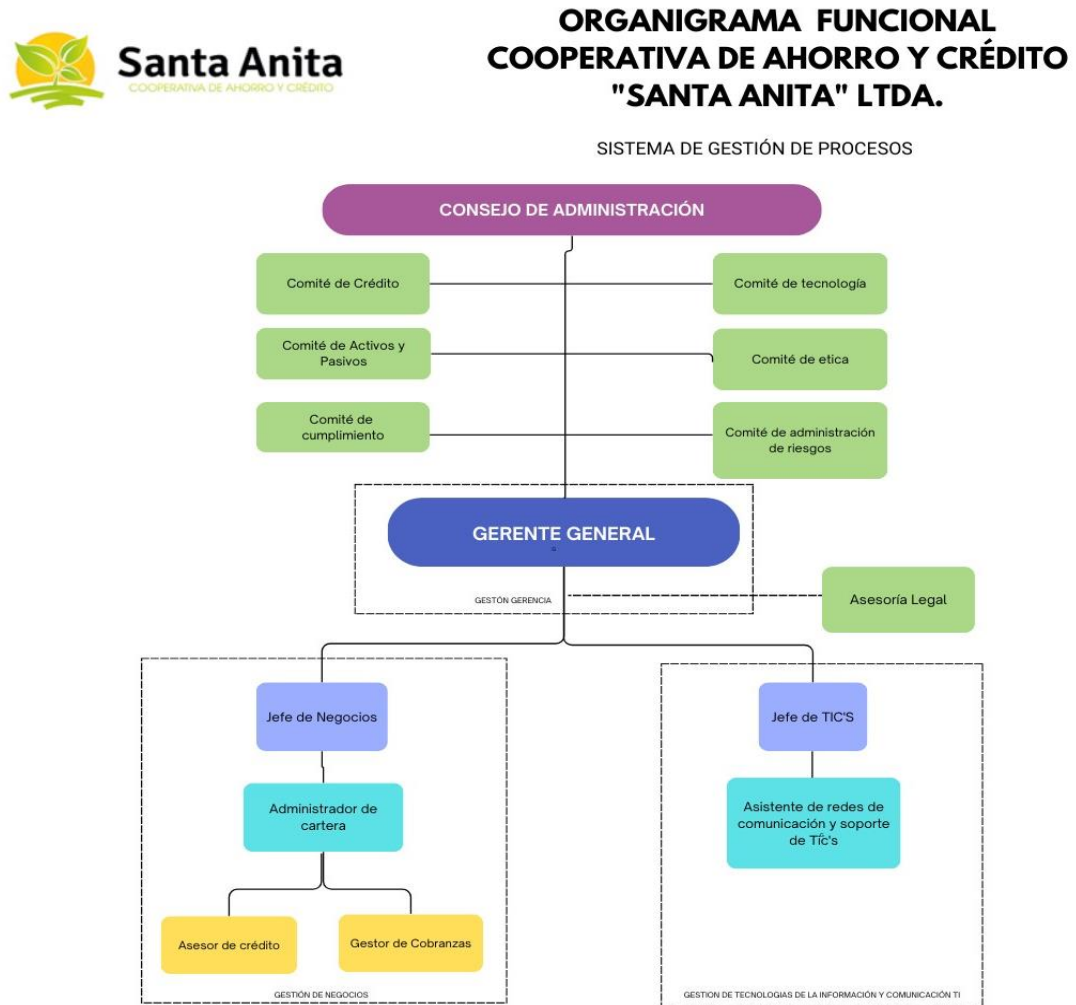 Santa Anita
COOPERATIVA DE AHORRO Y CRÉDITO
ORGANIGRAMA FUNCIONAL
COOPERATIVA DE AHORRO Y CRÉDITO
"SANTA ANITA" LTDA.
SISTEMA DE GESTIÓN DE PROCESOS
CONSEJO DE ADMINISTRACIÓN
Comité de Crédito
Comité de tecnología
Comité de Activos y
Pasivos
Comité de etica
Comité de
cumplimiento
Comité de administración
de riesgos
GERENTE GENERAL
GESTÓN GERENCIA
Asesoría Legal
Jefe de Negocios
Jefe de TIC'S
Administrador de
cartera
Asistente de redes de
comunicación y soporte
de Tíc's
Asesor de crédito
Gestor de Cobranzas
GESTIÓN DE NEGOCIOS
GESTION DE TECNOLOGIAS DE LA INFORMACIÓN Y COMUNICACIÓN TI